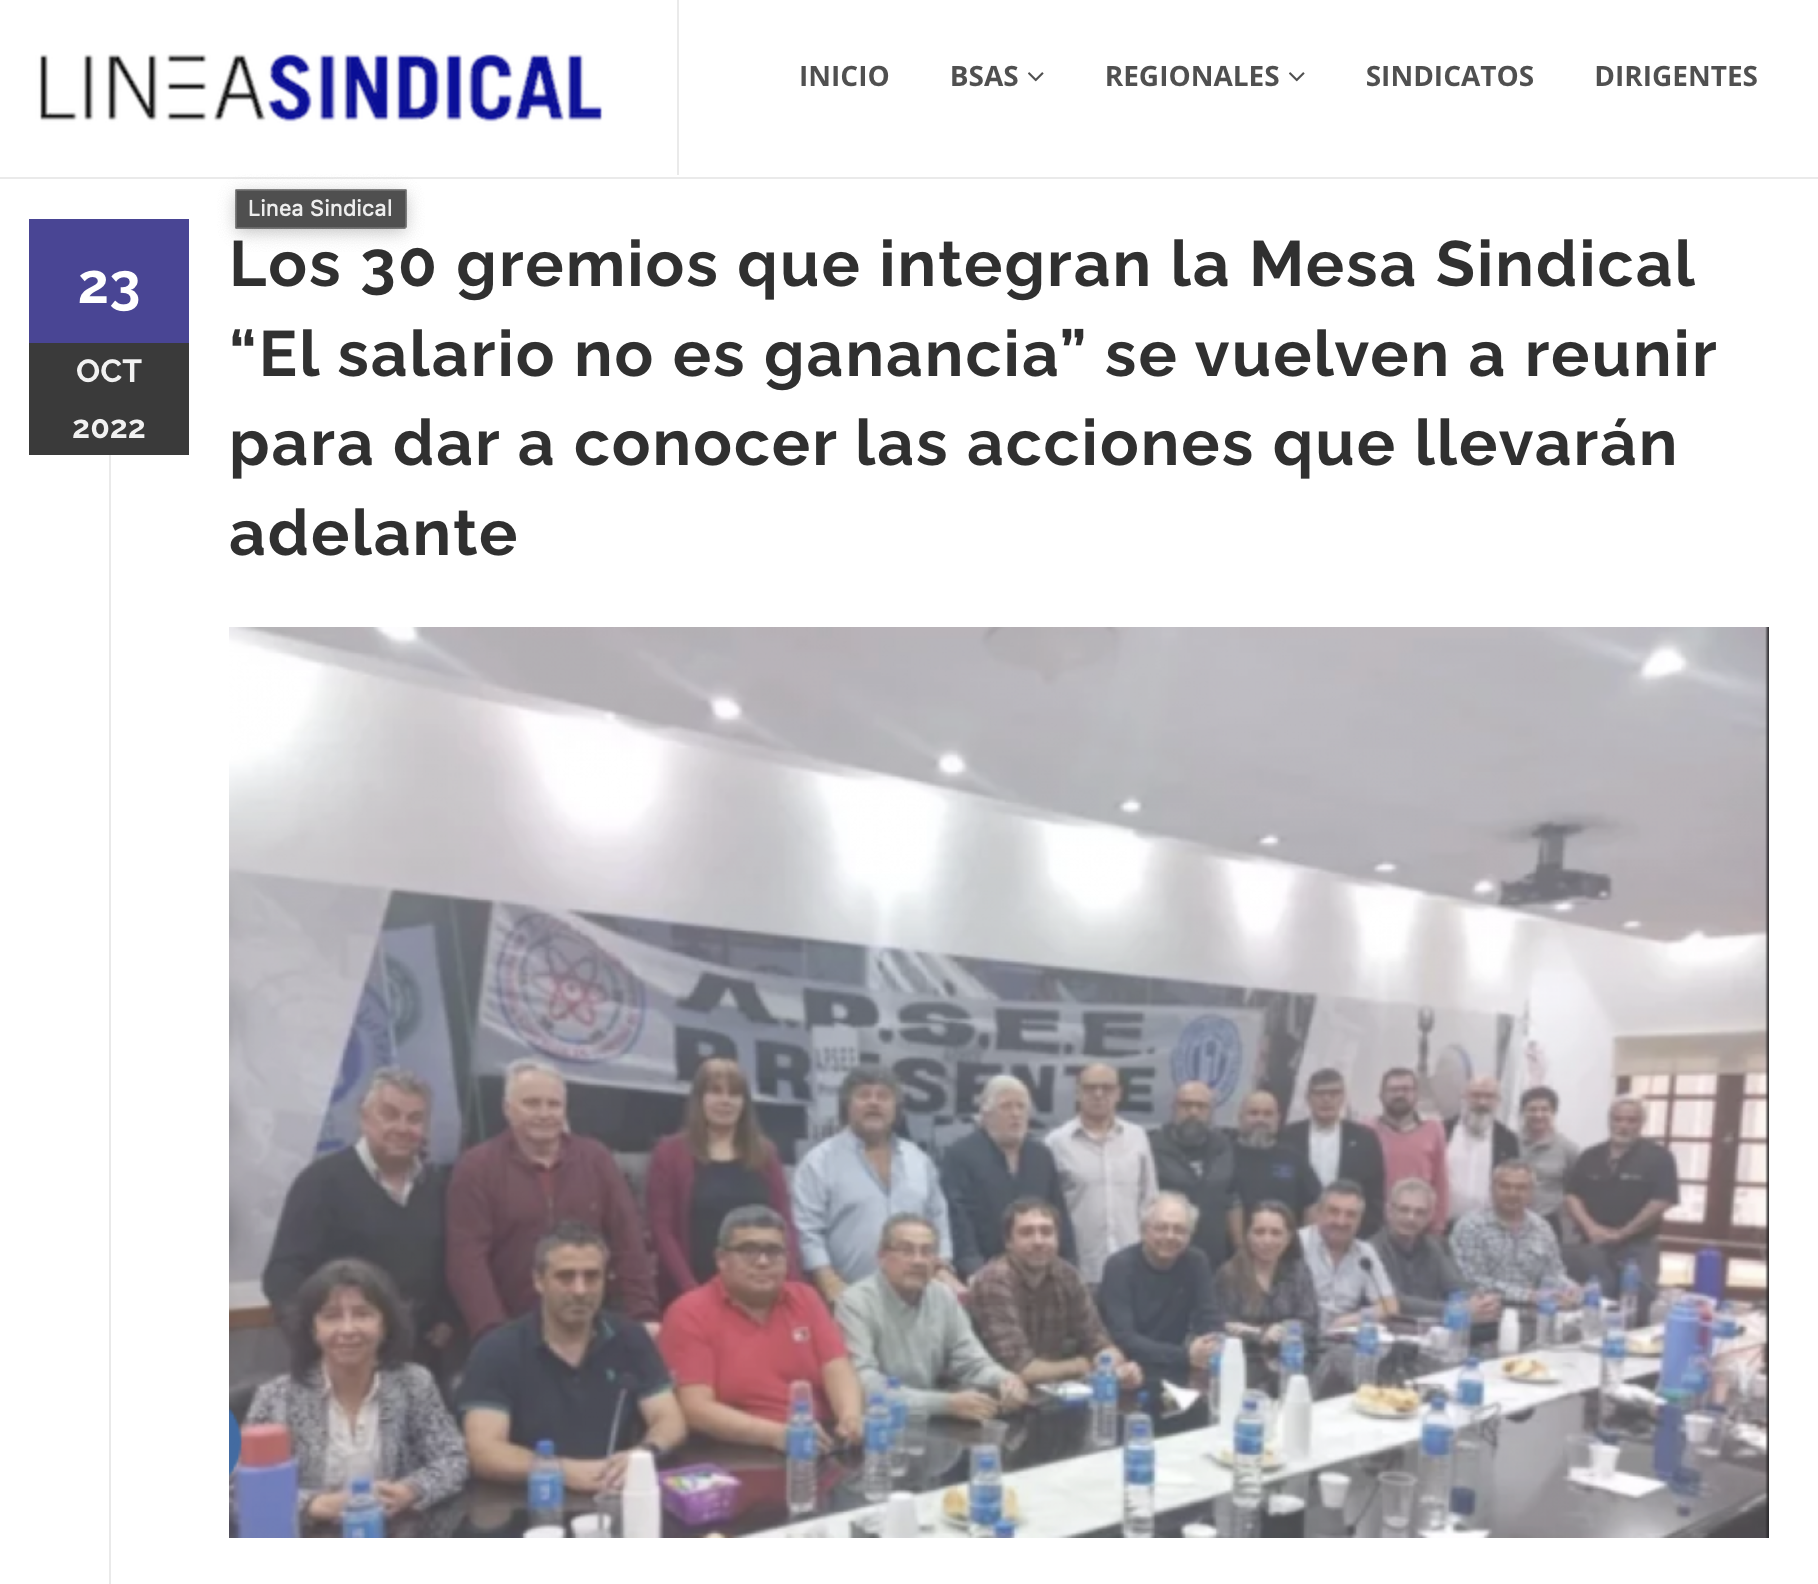 LINEASINDICAL
INICIO
BSAS
REGIONALES
SINDICATOS
DIRIGENTES
Linea Sindical
23
OCT
2022
Los 30 gremios que integran la Mesa Sindical
“El salario no es ganancia” se vuelven a reunir
para dar a conocer las acciones que llevarán
adelante
A.P.S.E.E.
PRESENTE
APSEE